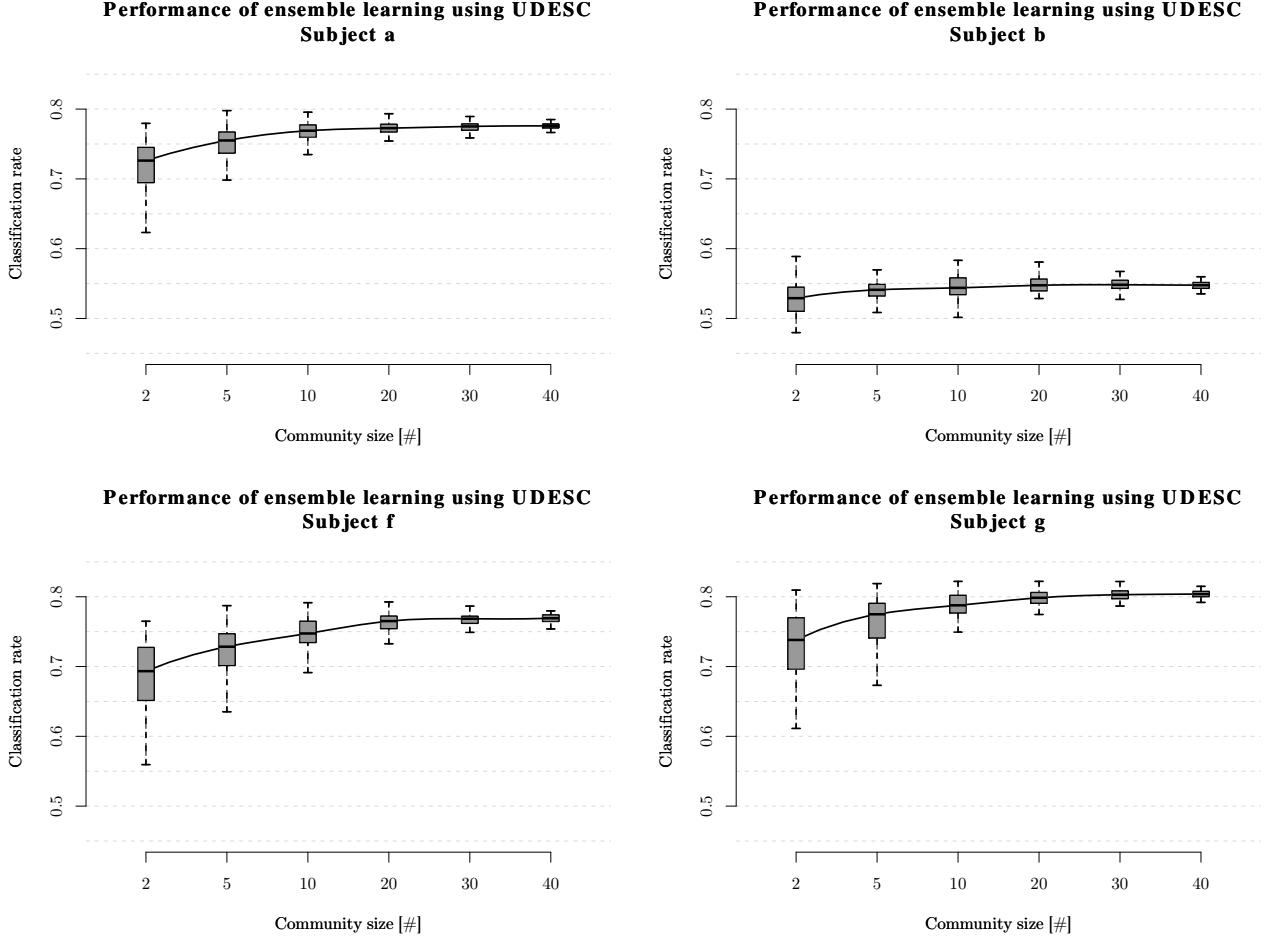 Performance of ensemble learning using UDESC
Subject a
Classification rate
0.8
0.7
0.6
0.5
2 5 10 20 30 40
Community size [#]
Performance of ensemble learning using UDESC
Subject b
Classification rate
0.8
0.7
0.6
0.5
2 5 10 20 30 40
Community size [#]
Performance of ensemble learning using UDESC
Subject f
Classification rate
0.8
0.7
0.6
0.5
2 5 10 20 30 40
Community size [#]
Performance of ensemble learning using UDESC
Subject g
Classification rate
0.8
0.7
0.6
0.5
2 5 10 20 30 40
Community size [#]